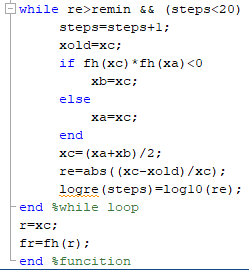 while re>remin && (steps<20)
steps=steps+1;
xold=xc;
if fh(xc)*fh(xa)<0
xb=xc;
else
xa=xc;
end
xc=(xa+xb)/2;
re=abs((xc-xold)/xc);
logre(steps)=log10(re);
end %while loop
r=xc;
fr=fh(r);
end %funcition